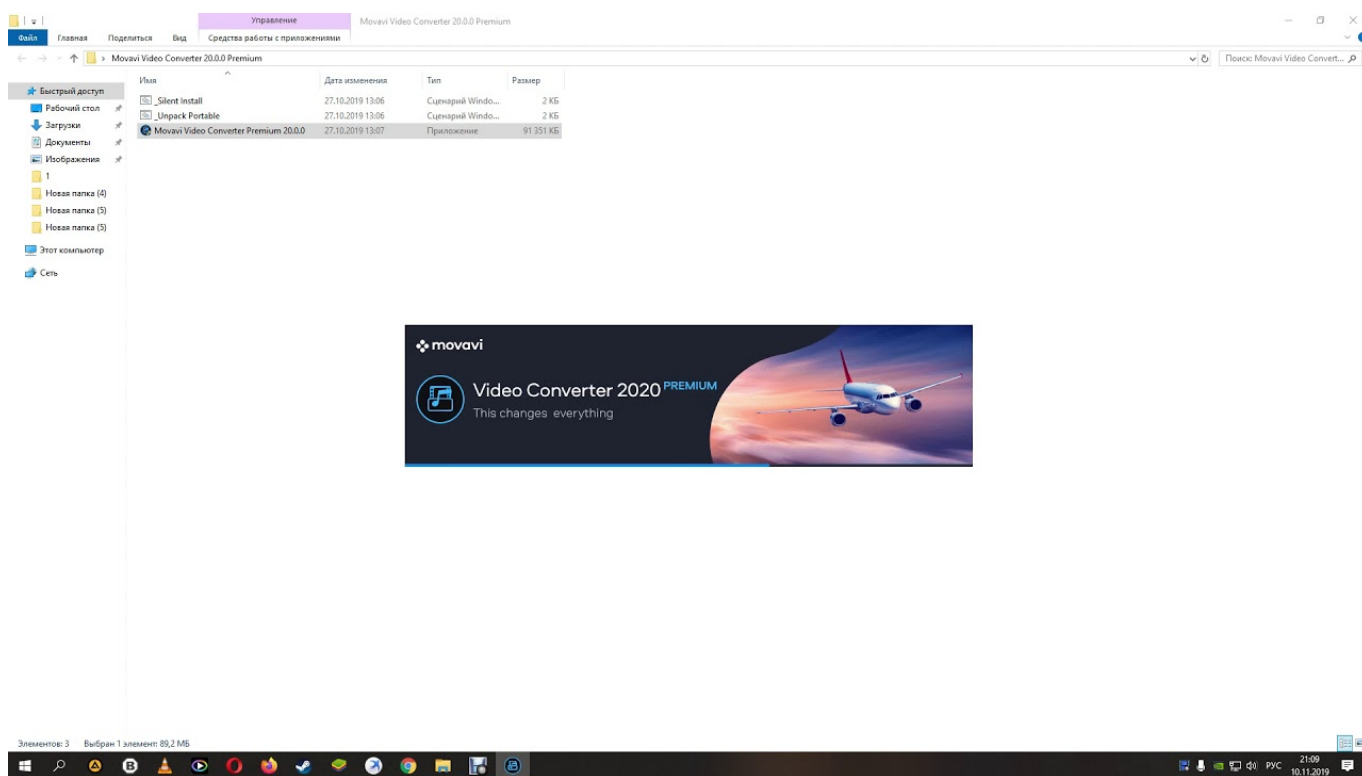 Управление
Movavi Video Converter 20.0.0 Premium
Файл Главная Поделиться Вид Средства работы с приложениями
Movavi Video Converter 20.0.0 Premium
Поиск: Movavi Video Convert...
Имя Дата изменения Тип Размер
_Silent Install 27.10.2019 13:06 Сценарий Windo... 2 КБ
_Unpack Portable 27.10.2019 13:06 Сценарий Windo... 2 КБ
Movavi Video Converter Premium 20.0.0 27.10.2019 13:07 Приложение 91 351 КБ
Быстрый доступ
Рабочий стол
Загрузки
Документы
Изображения
1
Новая папка (4)
Новая папка (5)
Новая папка (5)
Этот компьютер
Сеть
movavi
Video Converter 2020 PREMIUM
This changes everything
Элементов: 3 Выбран 1 элемент: 89,2 МБ
РУС
21:09
10.11.2019